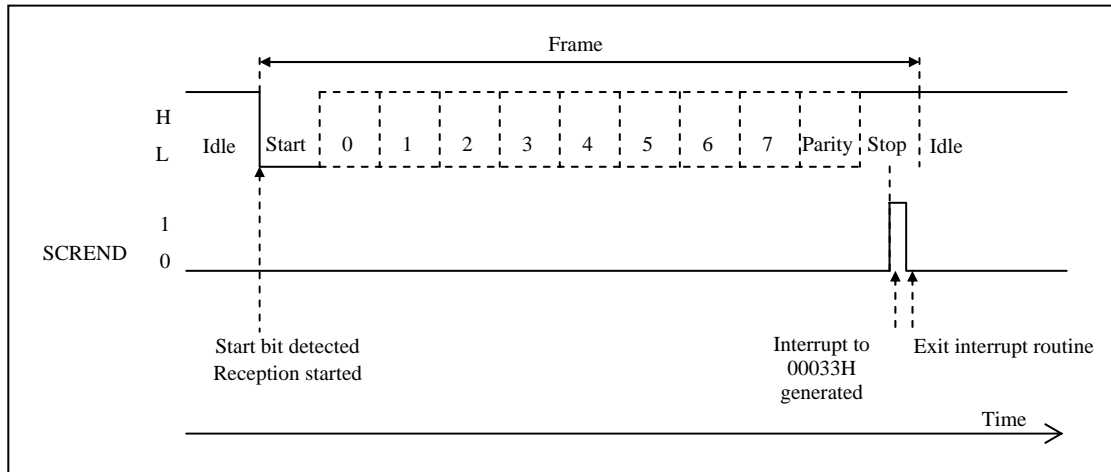 Frame
H
L
Idle Start 0 1 2 3 4 5 6 7 Parity Stop Idle
1
SCREND 0
Start bit detected
Reception started
Interrupt to
00033H
generated
Exit interrupt routine
Time